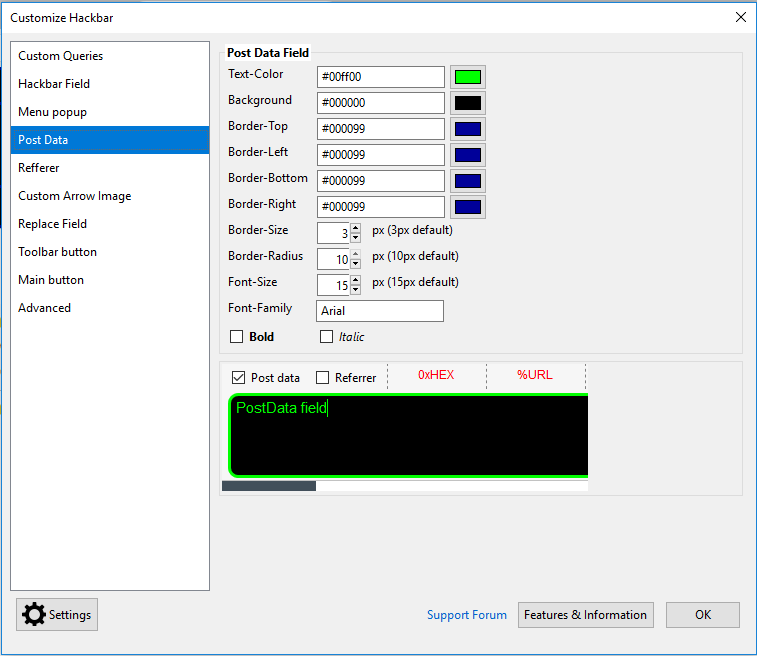 Customize Hackbar
Custom Queries
Hackbar Field
Menu popup
Post Data
Refferer
Custom Arrow Image
Replace Field
Toolbar button
Main button
Advanced
Post Data Field
Text-Color #00ff00
Background #000000
Border-Top #000099
Border-Left #000099
Border-Bottom #000099
Border-Right #000099
Border-Size 3 px (3px default)
Border-Radius 10 px (10px default)
Font-Size 15 px (15px default)
Font-Family Arial
Bold Italic
Post data Referrer 0xHEX %URL
PostData field
Settings Support Forum Features & Information OK